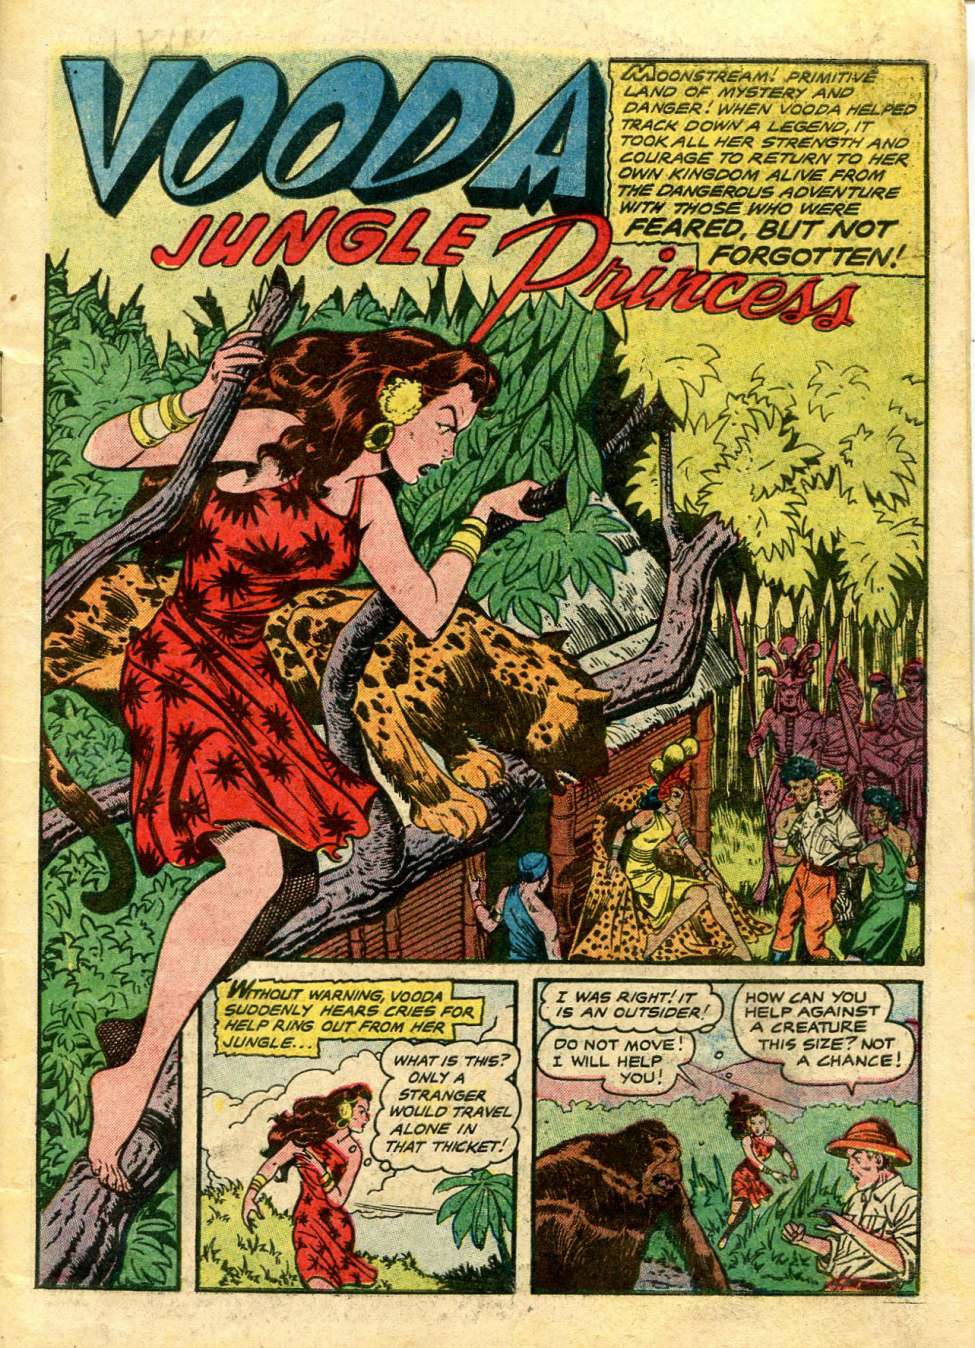 VOODA
JUNGLE Princess
MOONSTREAM! PRIMITIVE
LAND OF MYSTERY AND
DANGER! WHEN VOODA HELPED
TRACK DOWN A LEGEND, IT
TOOK ALL HER STRENGTH AND
COURAGE TO RETURN TO HER
OWN KINGDOM ALIVE FROM
THE DANGEROUS ADVENTURE
WITH THOSE WHO WERE
FEARED, BUT NOT
FORGOTTEN!
WITHOUT WARNING, VOODA
SUDDENLY HEARS CRIES FOR
HELP RING OUT FROM HER
JUNGLE...
WHAT IS THIS?
ONLY A
STRANGER
WOULD TRAVEL
ALONE IN
THAT THICKET!
I WAS RIGHT! IT
IS AN OUTSIDER!
DO NOT MOVE!
I WILL HELP
YOU!
HOW CAN YOU
HELP AGAINST
A CREATURE
THIS SIZE? NOT
A CHANCE!